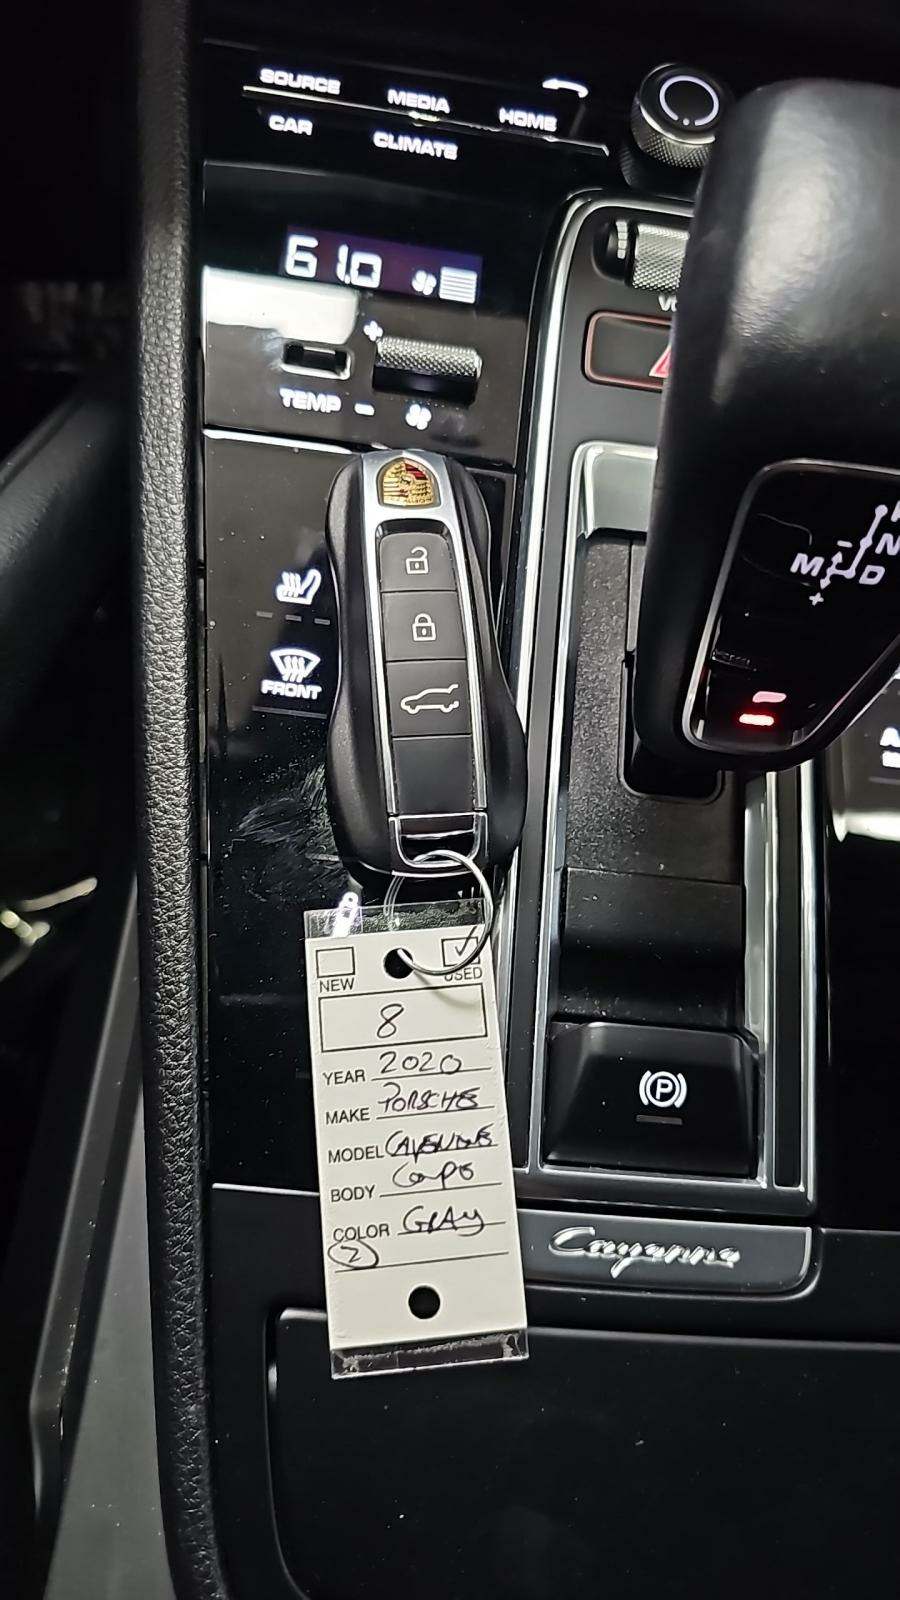 SOURCE MEDIA HOME
CAR CLIMATE
61.0
+
TEMP -
FRONT
N
M D
-
+
NEW USED
8
YEAR 2020
MAKE PORSCHE
MODEL CAYENNE
BODY Coupe
COLOR GRAY
2
P
Cayenne